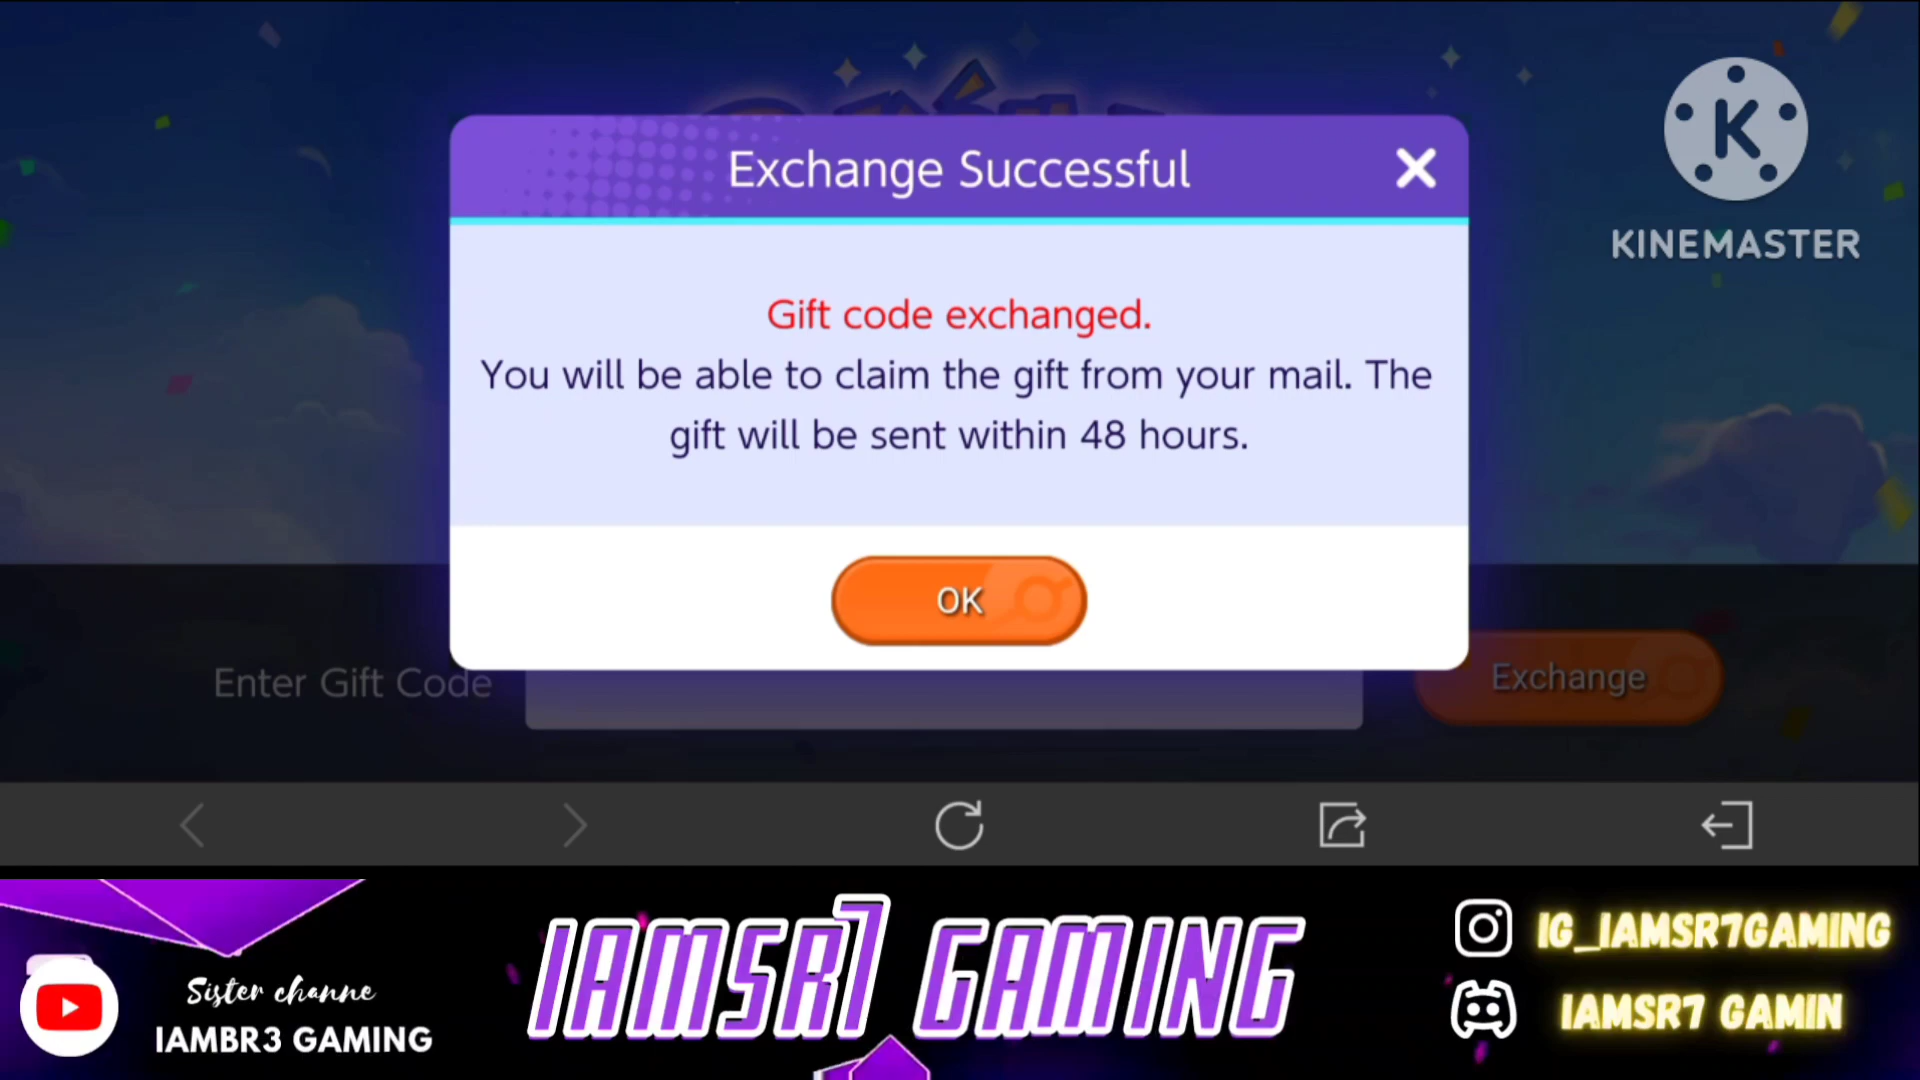 Exchange Successful
KINEMASTER
Gift code exchanged.
You will be able to claim the gift from your mail. The
gift will be sent within 48 hours.
OK
Enter Gift Code
Exchange
IAMSR7 GAMING
IG_IAMSR7GAMING
Sister channe
IAMBR3 GAMING
IAMSR7 GAMIN